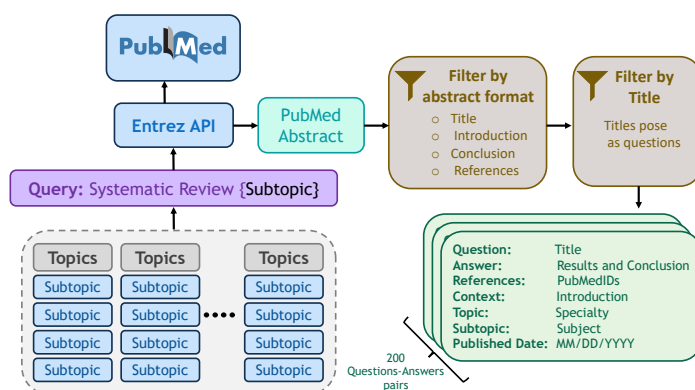 PubMed
Entrez API
PubMed
Abstract
Filter by
abstract format
o Title
o Introduction
o Conclusion
o References
Filter by
Title
Titles pose
as questions
Query: Systematic Review {Subtopic}
Topics
Subtopic
Subtopic
Subtopic
Subtopic
Topics
Subtopic
Subtopic
Subtopic
Subtopic
Topics
Subtopic
Subtopic
Subtopic
Subtopic
Question: Title
Answer: Results and Conclusion
References: PubMedIDs
Context: Introduction
Topic: Specialty
Subtopic: Subject
Published Date: MM/DD/YYYY
200
Questions-Answers
pairs